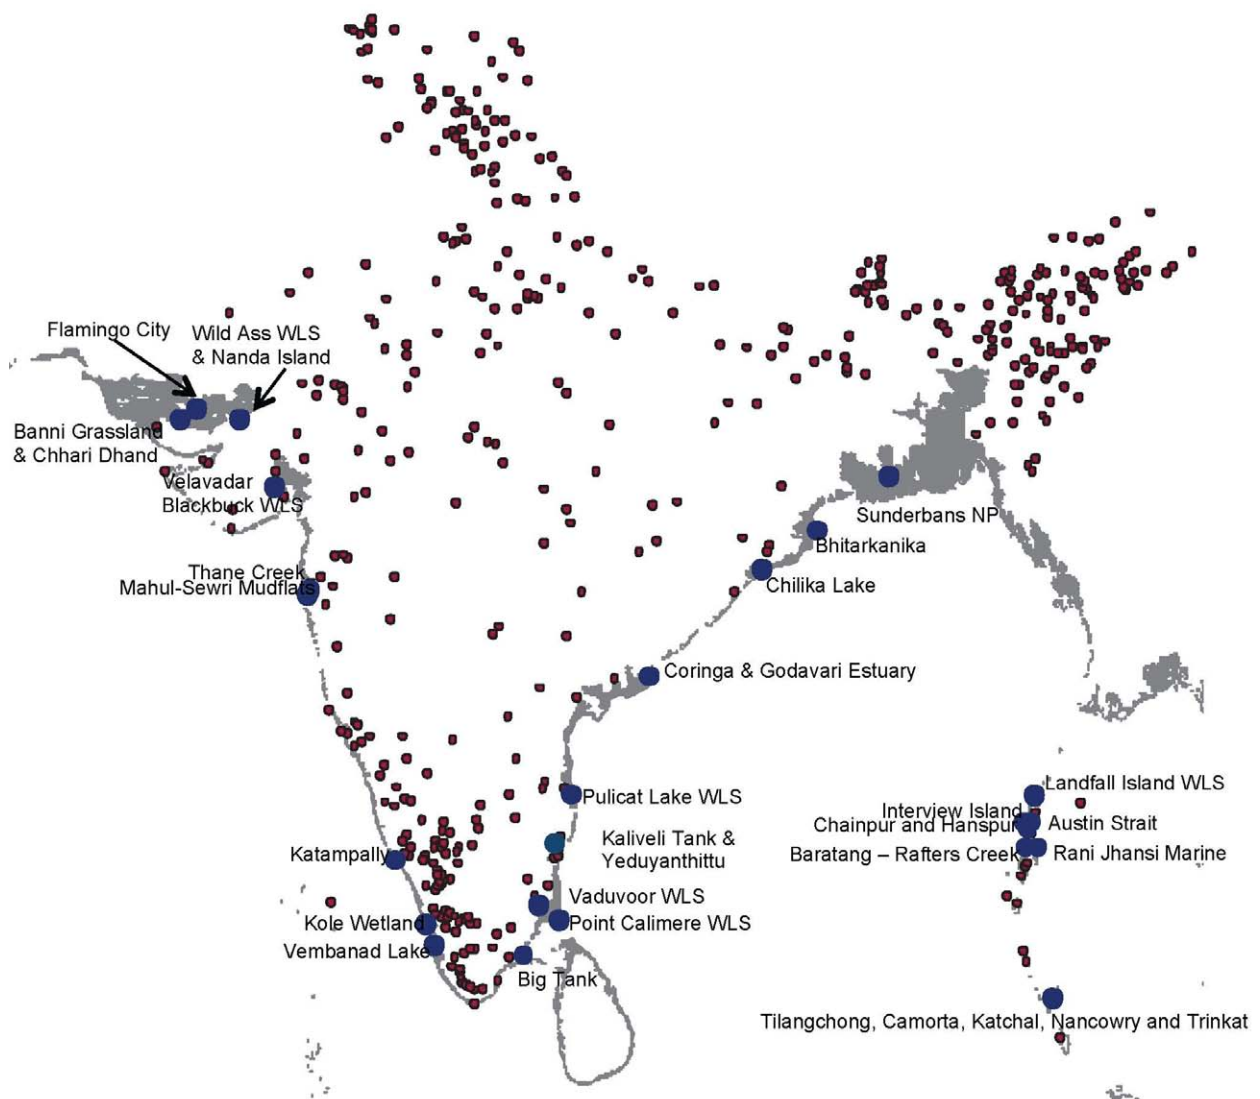 Flamingo City
Wild Ass WLS
& Nanda Island
Banni Grassland
& Chhari Dhand
Velavadar
Blackbuck WLS
Sunderbans NP
Bhitarkanika
Thane Creek
Mahul-Sewri Mudflats
Chilika Lake
Coringa & Godavari Estuary
Pulicat Lake WLS
Landfall Island WLS
Interview Island
Chainpur and Hanspuri
Austin Strait
Kaliveli Tank &
Yeduyanthittu
Katampally
Baratang – Rafters Creek
Rani Jhansi Marine
Vaduvoor WLS
Kole Wetland
Point Calimere WLS
Vembanad Lake
Big Tank
Tilangchong, Camorta, Katchal, Nancowry and Trinkat